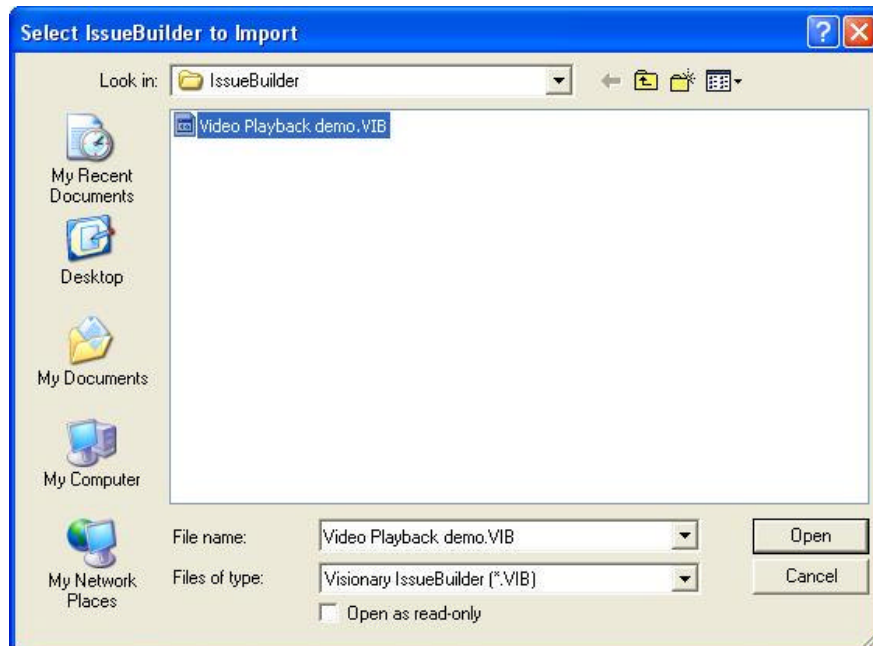 Select IssueBuilder to Import
Look in: IssueBuilder
Video Playback demo.VIB
My Recent
Documents
Desktop
My Documents
My Computer
My Network
Places
File name: Video Playback demo.VIB Open
Files of type: Visionary IssueBuilder (*.VIB) Cancel
Open as read-only